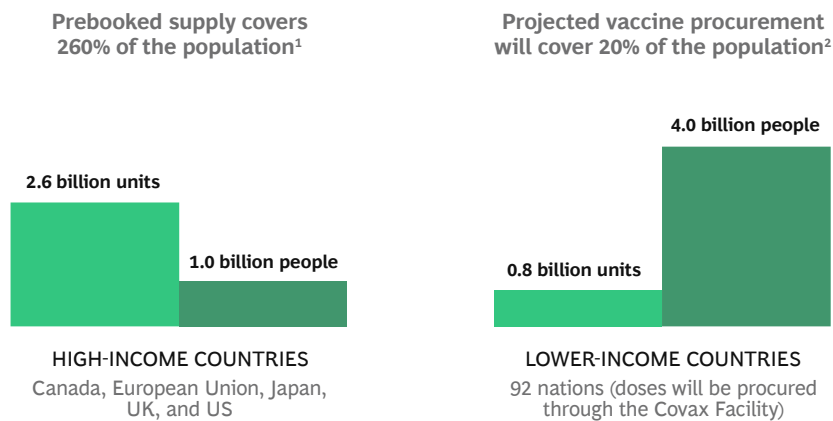 Prebooked supply covers
260% of the population¹
2.6 billion units
1.0 billion people
HIGH-INCOME COUNTRIES
Canada, European Union, Japan,
UK, and US
Projected vaccine procurement
will cover 20% of the population²
4.0 billion people
0.8 billion units
LOWER-INCOME COUNTRIES
92 nations (doses will be procured
through the Covax Facility)